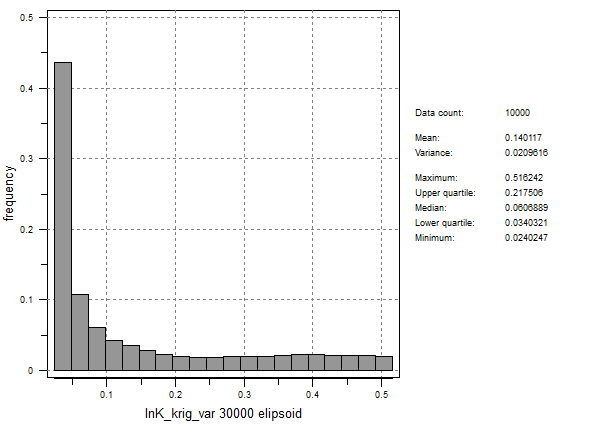 0.5
0.4
0.3
0.2
0.1
0
frequency
0.1 0.2 0.3 0.4 0.5
lnK_krig_var 30000 elipsoid
Data count: 10000
Mean: 0.140117
Variance: 0.0209616
Maximum: 0.516242
Upper quartile: 0.217506
Median: 0.0606889
Lower quartile: 0.0340321
Minimum: 0.0240247